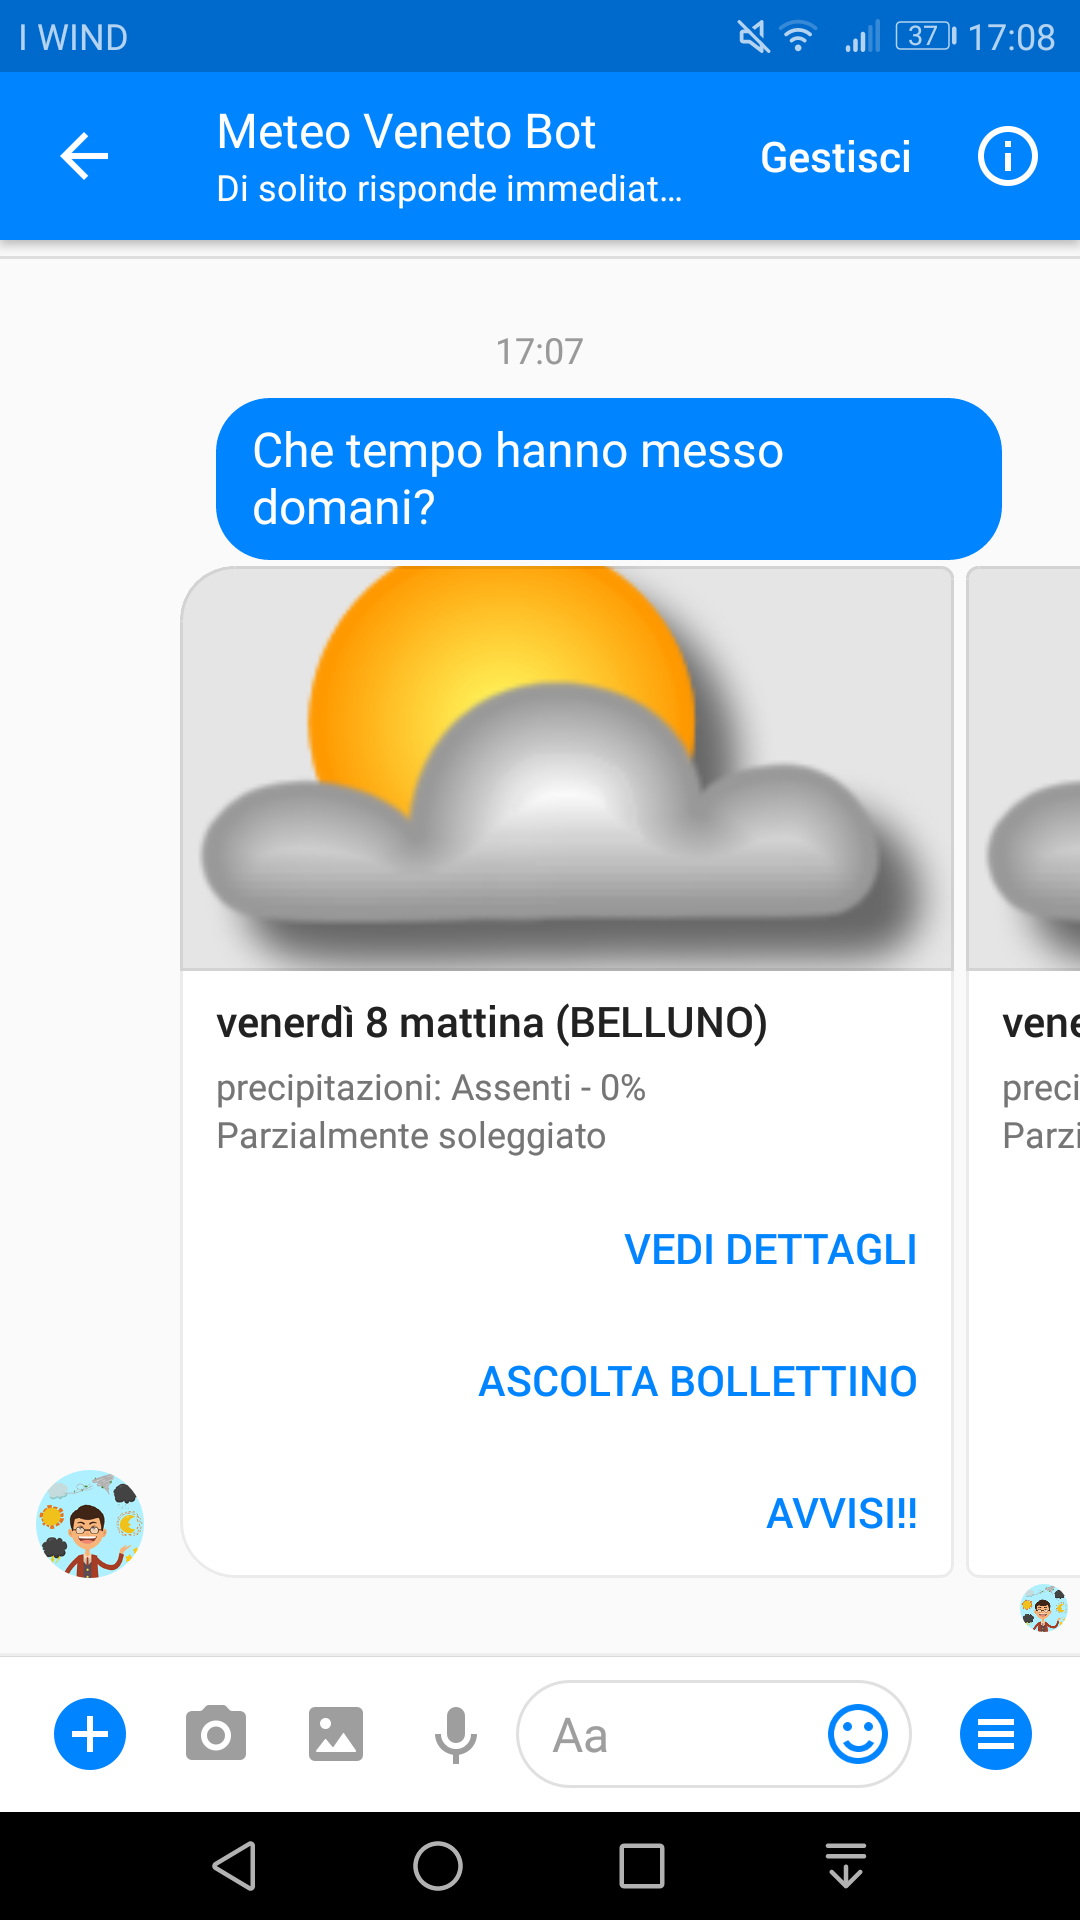 I WIND
37
17:08
Meteo Veneto Bot
Di solito risponde immediat...
Gestisci
17:07
Che tempo hanno messo
domani?
venerdì 8 mattina (BELLUNO)
precipitazioni: Assenti - 0%
Parzialmente soleggiato
VEDI DETTAGLI
ASCOLTA BOLLETTINO
AVVISI!!
vene
preci
Parzi
Aa